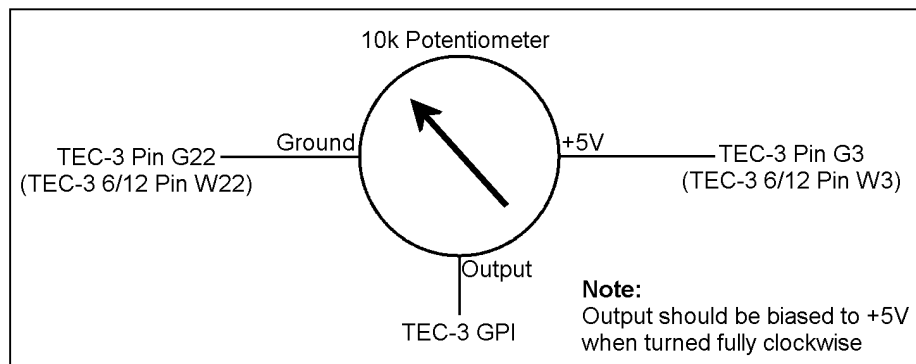 10k Potentiometer
Ground
+5V
TEC-3 Pin G22
(TEC-3 6/12 Pin W22)
TEC-3 Pin G3
(TEC-3 6/12 Pin W3)
Output
TEC-3 GPI
Note:
Output should be biased to +5V
when turned fully clockwise